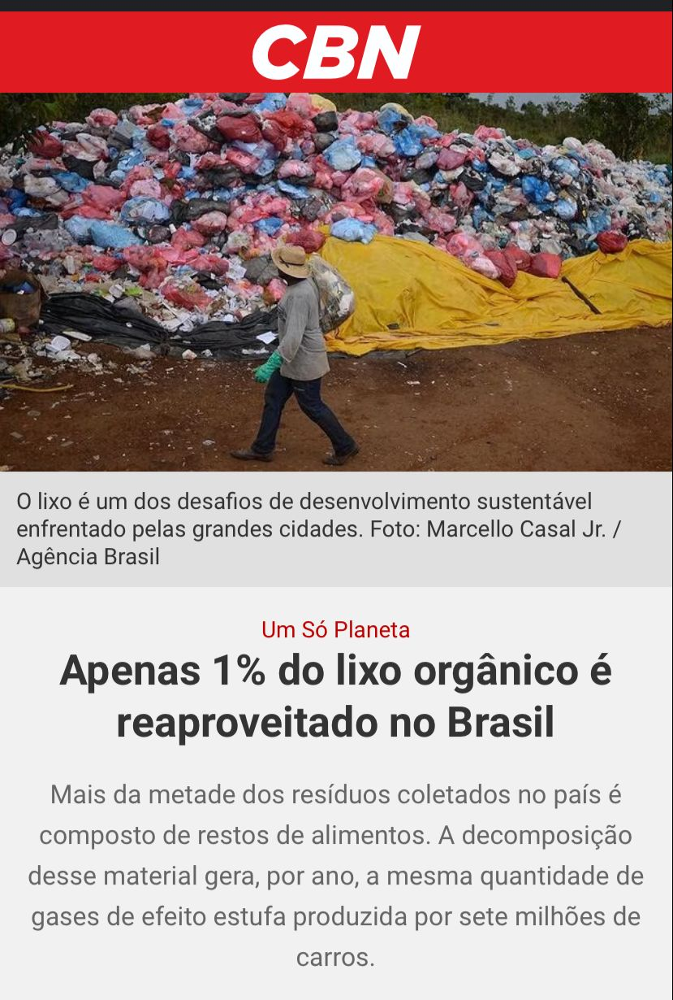 CBN
O lixo é um dos desafios de desenvolvimento sustentável
enfrentado pelas grandes cidades. Foto: Marcello Casal Jr. /
Agência Brasil
Um Só Planeta
Apenas 1% do lixo orgânico é
reaproveitado no Brasil
Mais da metade dos resíduos coletados no país é
composto de restos de alimentos. A decomposição
desse material gera, por ano, a mesma quantidade de
gases de efeito estufa produzida por sete milhões de
carros.